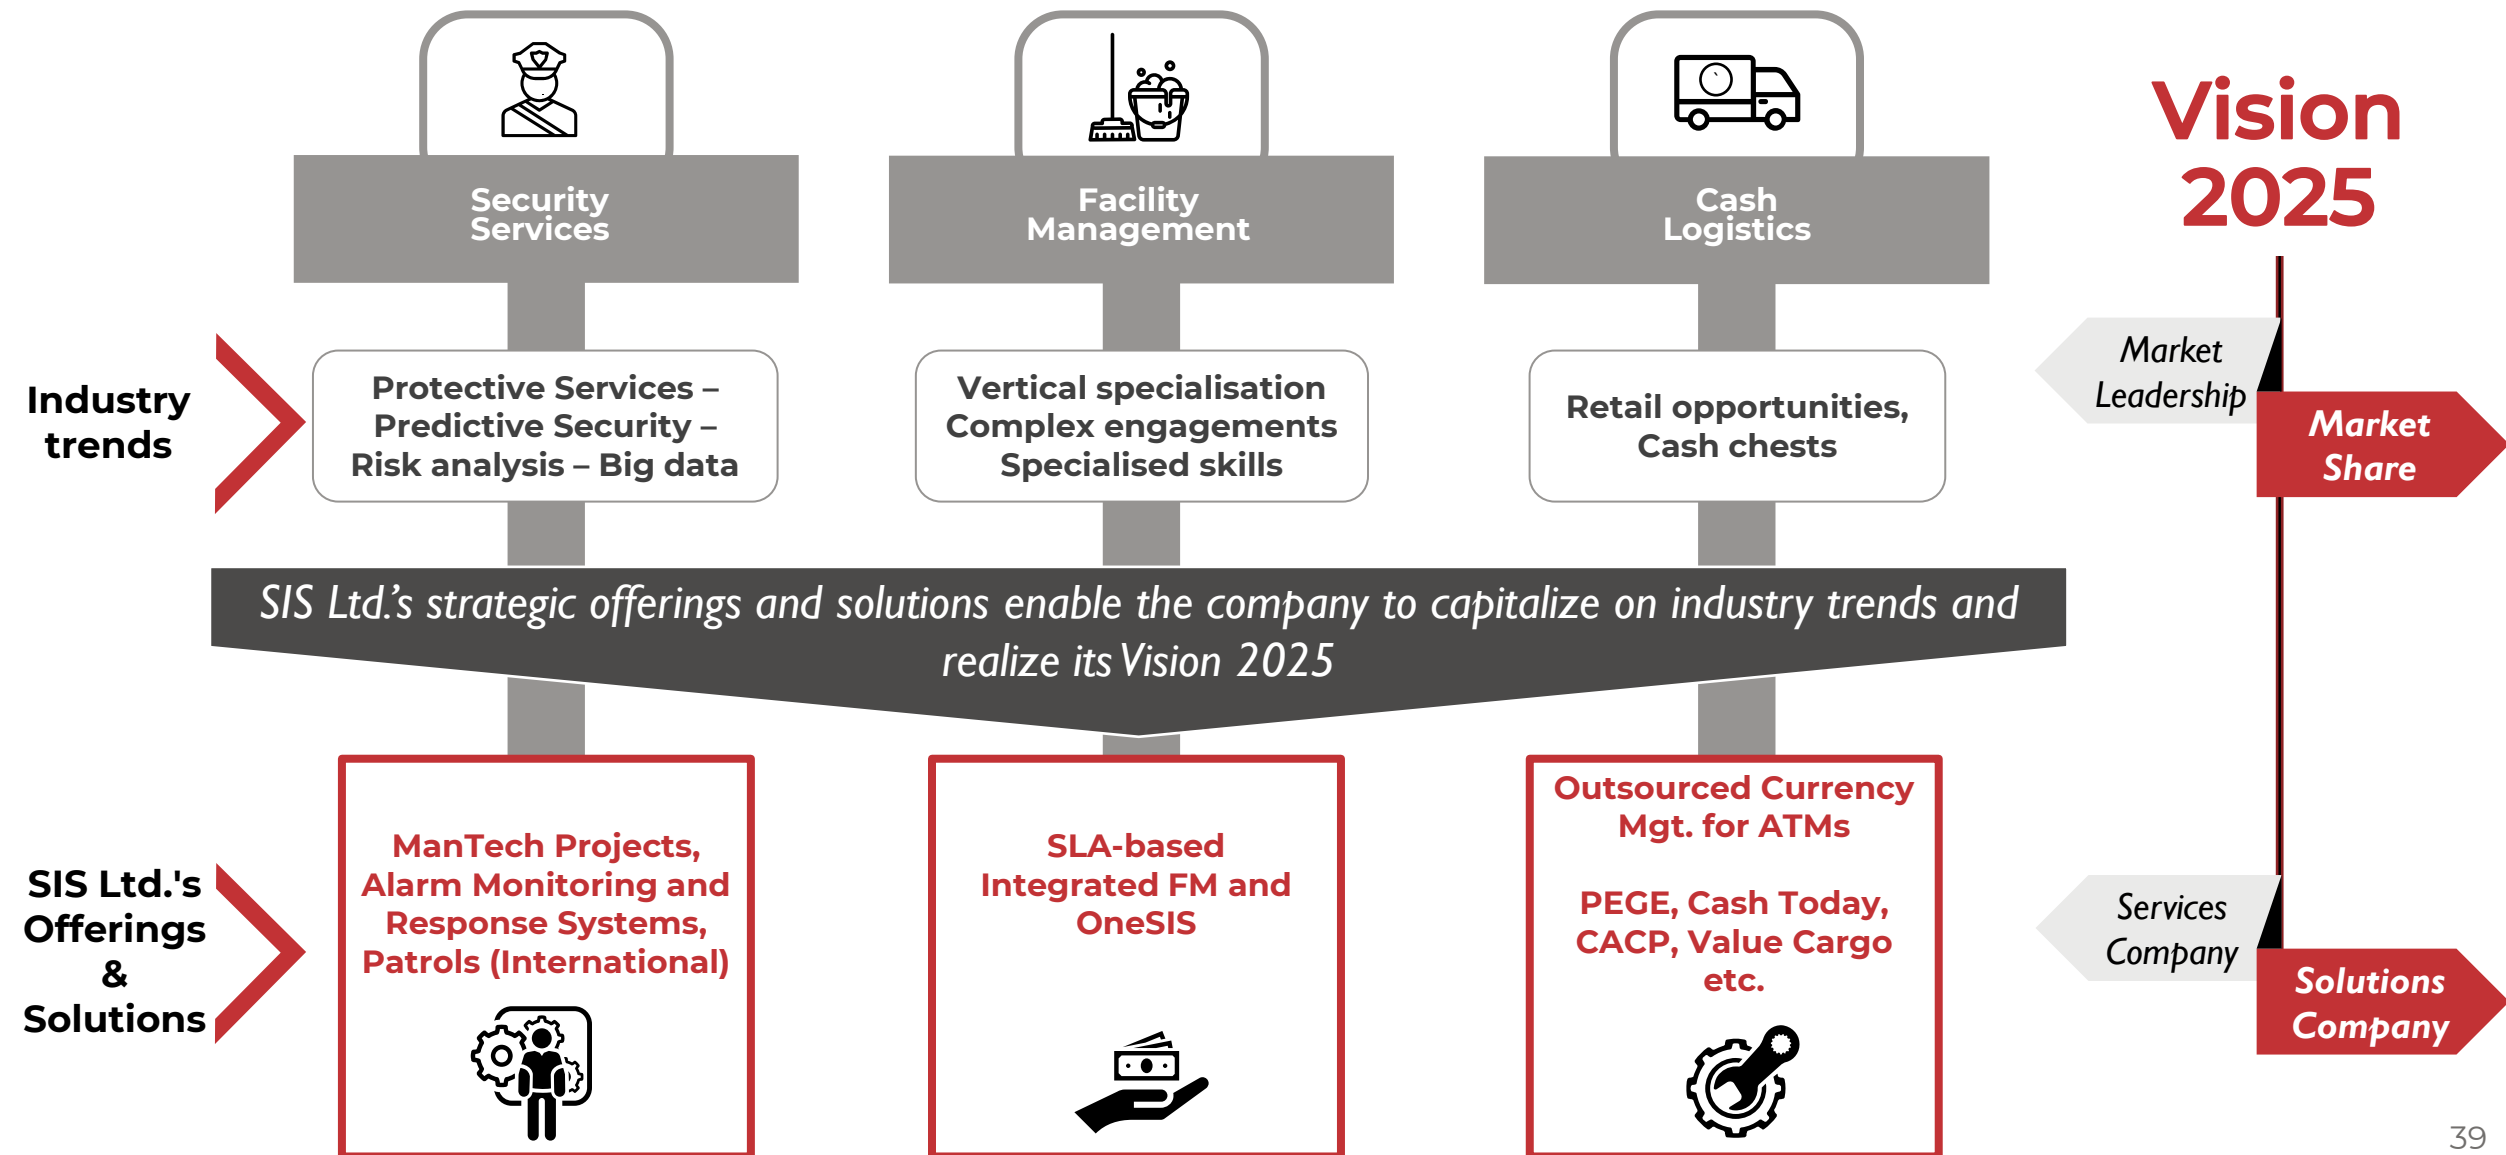 Vision
2025
Security
Services
Facility
Management
Cash
Logistics
Industry
trends
Protective Services –
Predictive Security –
Risk analysis – Big data
Vertical specialisation
Complex engagements
Specialised skills
Retail opportunities,
Cash chests
Market
Leadership
Market
Share
SIS Ltd.’s strategic offerings and solutions enable the company to capitalize on industry trends and
realize its Vision 2025
SIS Ltd.'s
Offerings
&
Solutions
ManTech Projects,
Alarm Monitoring and
Response Systems,
Patrols (International)
SLA-based
Integrated FM and
OneSIS
Outsourced Currency
Mgt. for ATMs
PEGE, Cash Today,
CACP, Value Cargo
etc.
Services
Company
Solutions
Company
39